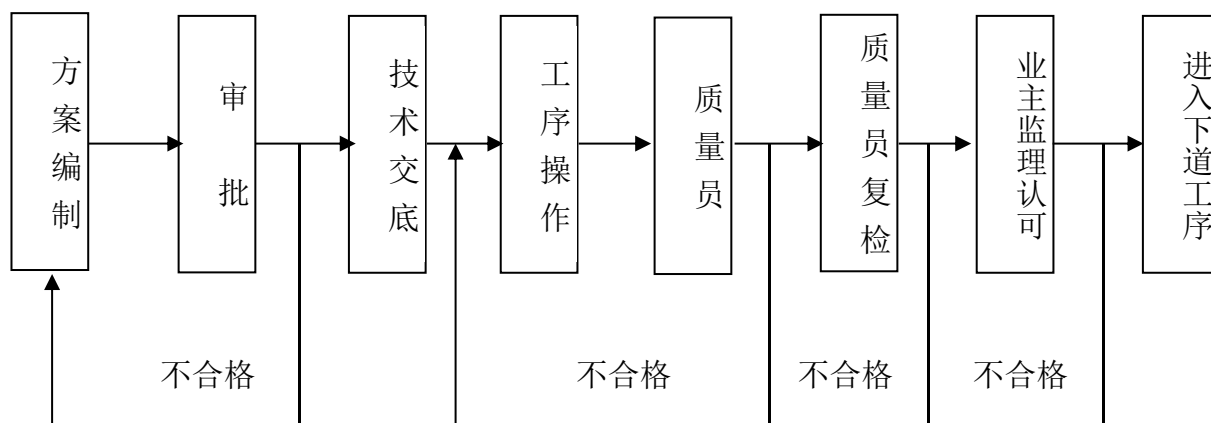 方案编制
审批
技术交底
工序操作
质量员
质量员复检
业主监理认可
进入下道工序
不合格
不合格
不合格
不合格